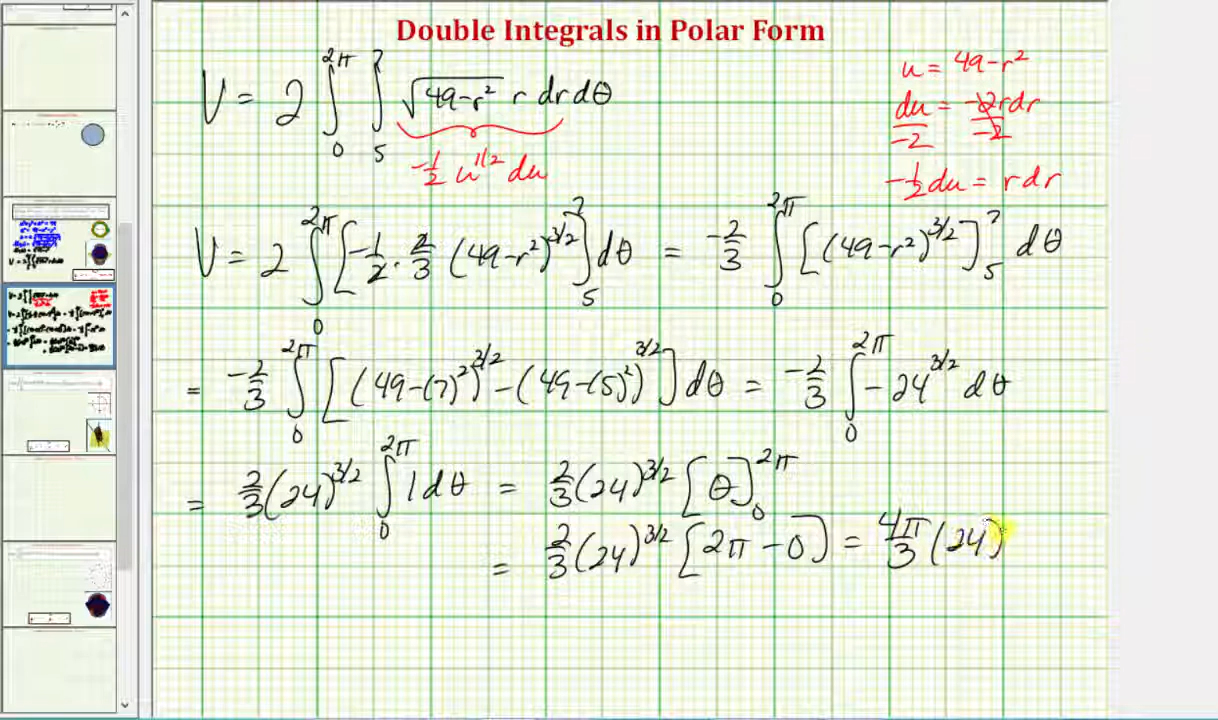 Double Integrals in Polar Form
V = 2 ∫₀^2π ∫₅^7 √(49-r²) r dr dθ
-1/2 u^1/2 du
u = 49-r²
du/-2 = -2rdr/-2
-1/2 du = rdr
V = 2 ∫₀^2π [-1/2 · 2/3 (49-r²)^3/2]₅^7 dθ = -2/3 ∫₀^2π [(49-r²)^3/2]₅^7 dθ
= -2/3 ∫₀^2π [(49-(7)²)^3/2 - (49-(5)²)^3/2] dθ = -2/3 ∫₀^2π -24^3/2 dθ
= 2/3 (24)^3/2 ∫₀^2π 1 dθ = 2/3 (24)^3/2 [θ]₀^2π
= 2/3 (24)^3/2 [2π - 0] = 4π/3 (24)